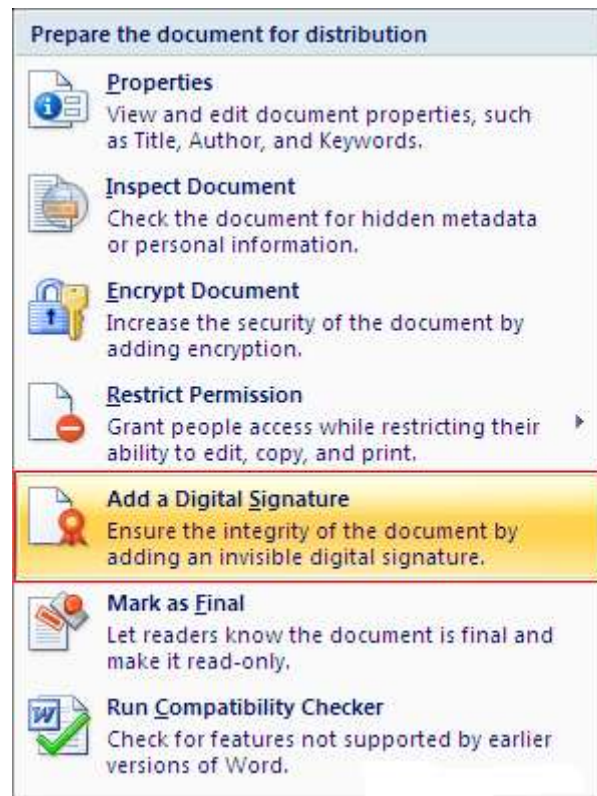 Prepare the document for distribution
Properties
View and edit document properties, such
as Title, Author, and Keywords.
Inspect Document
Check the document for hidden metadata
or personal information.
Encrypt Document
Increase the security of the document by
adding encryption.
Restrict Permission
Grant people access while restricting their
ability to edit, copy, and print.
Add a Digital Signature
Ensure the integrity of the document by
adding an invisible digital signature.
Mark as Final
Let readers know the document is final and
make it read-only.
Run Compatibility Checker
Check for features not supported by earlier
versions of Word.